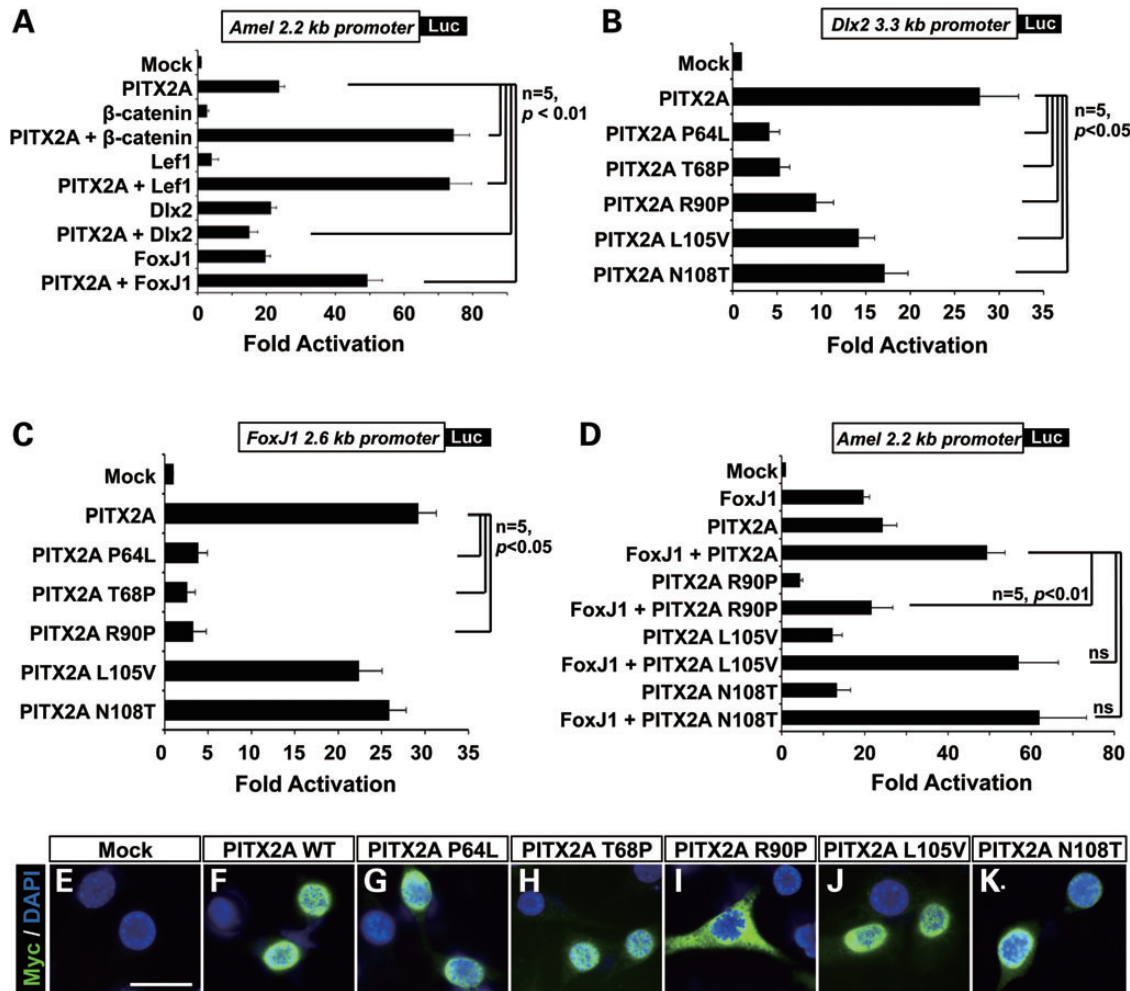 A
Amel 2.2 kb promoter Luc
Mock
PITX2A
β-catenin
PITX2A + β-catenin
Lef1
PITX2A + Lef1
Dlx2
PITX2A + Dlx2
FoxJ1
PITX2A + FoxJ1
n=5,
p < 0.01
0 20 40 60 80
Fold Activation
B
Dlx2 3.3 kb promoter Luc
Mock
PITX2A
PITX2A P64L
PITX2A T68P
PITX2A R90P
PITX2A L105V
PITX2A N108T
n=5,
p<0.05
0 5 10 15 20 25 30 35
Fold Activation
C
FoxJ1 2.6 kb promoter Luc
Mock
PITX2A
PITX2A P64L
PITX2A T68P
PITX2A R90P
PITX2A L105V
PITX2A N108T
n=5,
p<0.05
0 5 10 15 20 25 30 35
Fold Activation
D
Amel 2.2 kb promoter Luc
Mock
FoxJ1
PITX2A
FoxJ1 + PITX2A
PITX2A R90P
FoxJ1 + PITX2A R90P
PITX2A L105V
FoxJ1 + PITX2A L105V
PITX2A N108T
FoxJ1 + PITX2A N108T
n=5, p<0.01
ns
ns
0 20 40 60 80
Fold Activation
Mock PITX2A WT PITX2A P64L PITX2A T68P PITX2A R90P PITX2A L105V PITX2A N108T
Myc / DAPI
E F G H I J K